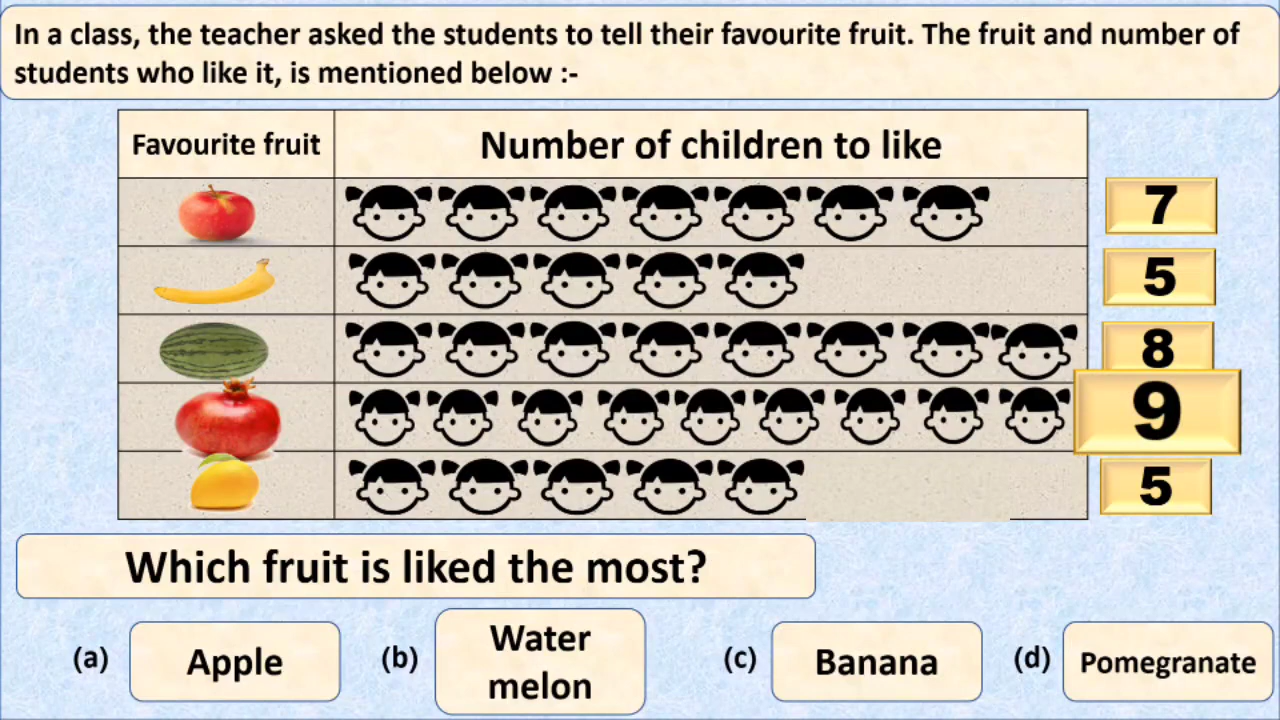 In a class, the teacher asked the students to tell their favourite fruit. The fruit and number of
students who like it, is mentioned below :-
Favourite fruit
Number of children to like
7
5
8
9
5
Which fruit is liked the most?
(a) Apple
(b) Water
melon
(c) Banana
(d) Pomegranate